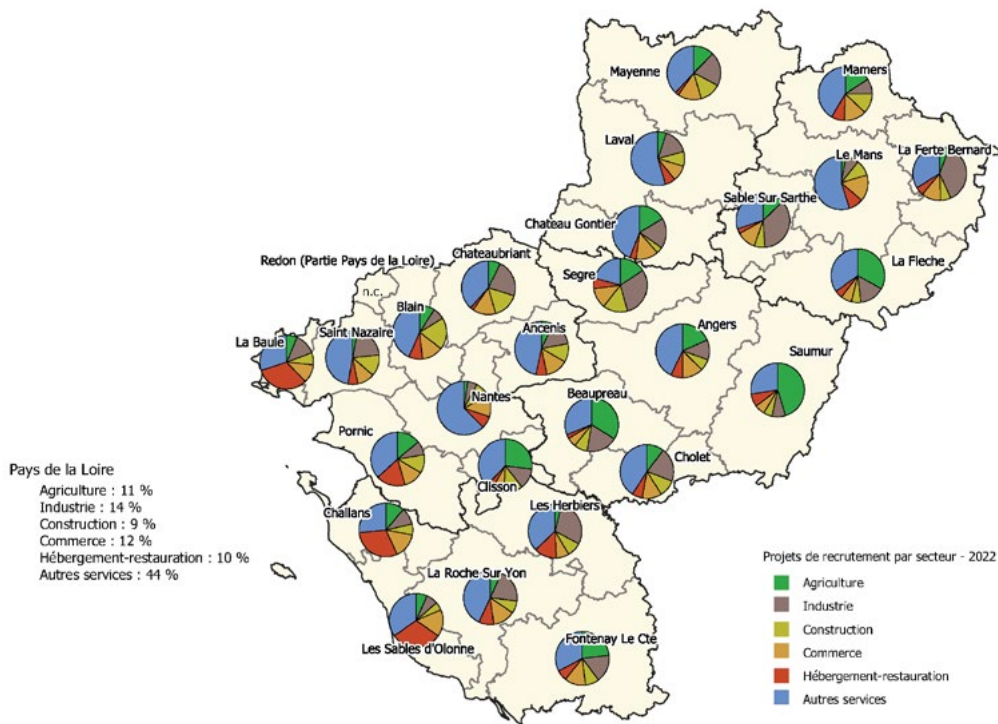 Mayenne
Mamers
Laval
La Ferte Bernard
Le Mans
Sable Sur Sarthe
Chateau Gontier
Chateaubriant
Redon (Partie Pays de la Loire)
Segre
La Fleche
n.c.
Blain
Saint Nazaire
Ancenis
Angers
La Baule
Saumur
Nantes
Beaupreau
Pornic
Cholet
Clisson
Pays de la Loire
Agriculture : 11 %
Industrie : 14 %
Construction : 9 %
Commerce : 12 %
Hébergement-restauration : 10 %
Autres services : 44 %
Challans
Les Herbiers
La Roche Sur Yon
Les Sables d'Olonne
Fontenay Le Cte
Projets de recrutement par secteur - 2022
Agriculture
Industrie
Construction
Commerce
Hébergement-restauration
Autres services